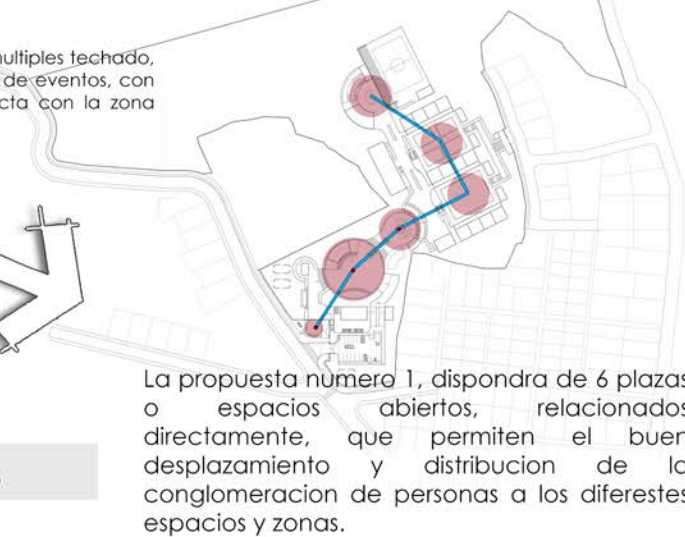 multiples techado,
de eventos, con
cta con la zona
La propuesta numero 1, dispondra de 6 plazas
o espacios abiertos, relacionados
directamente, que permiten el buen
desplazamiento y distribucion de la
conglomeracion de personas a los diferestes
espacios y zonas.